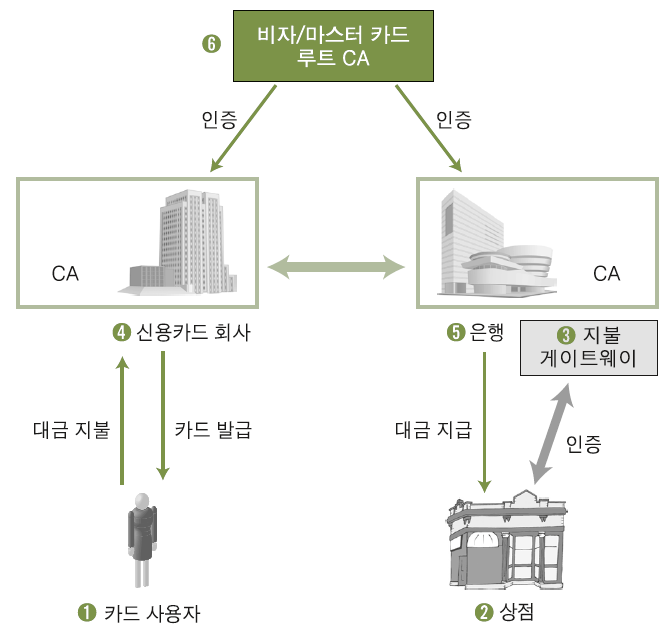 ❻ 비자/마스터 카드
루트 CA
인증
인증
CA
CA
❹ 신용카드 회사
❺ 은행
❸ 지불
게이트웨이
대금 지불
카드 발급
대금 지급
인증
❶ 카드 사용자
❷ 상점